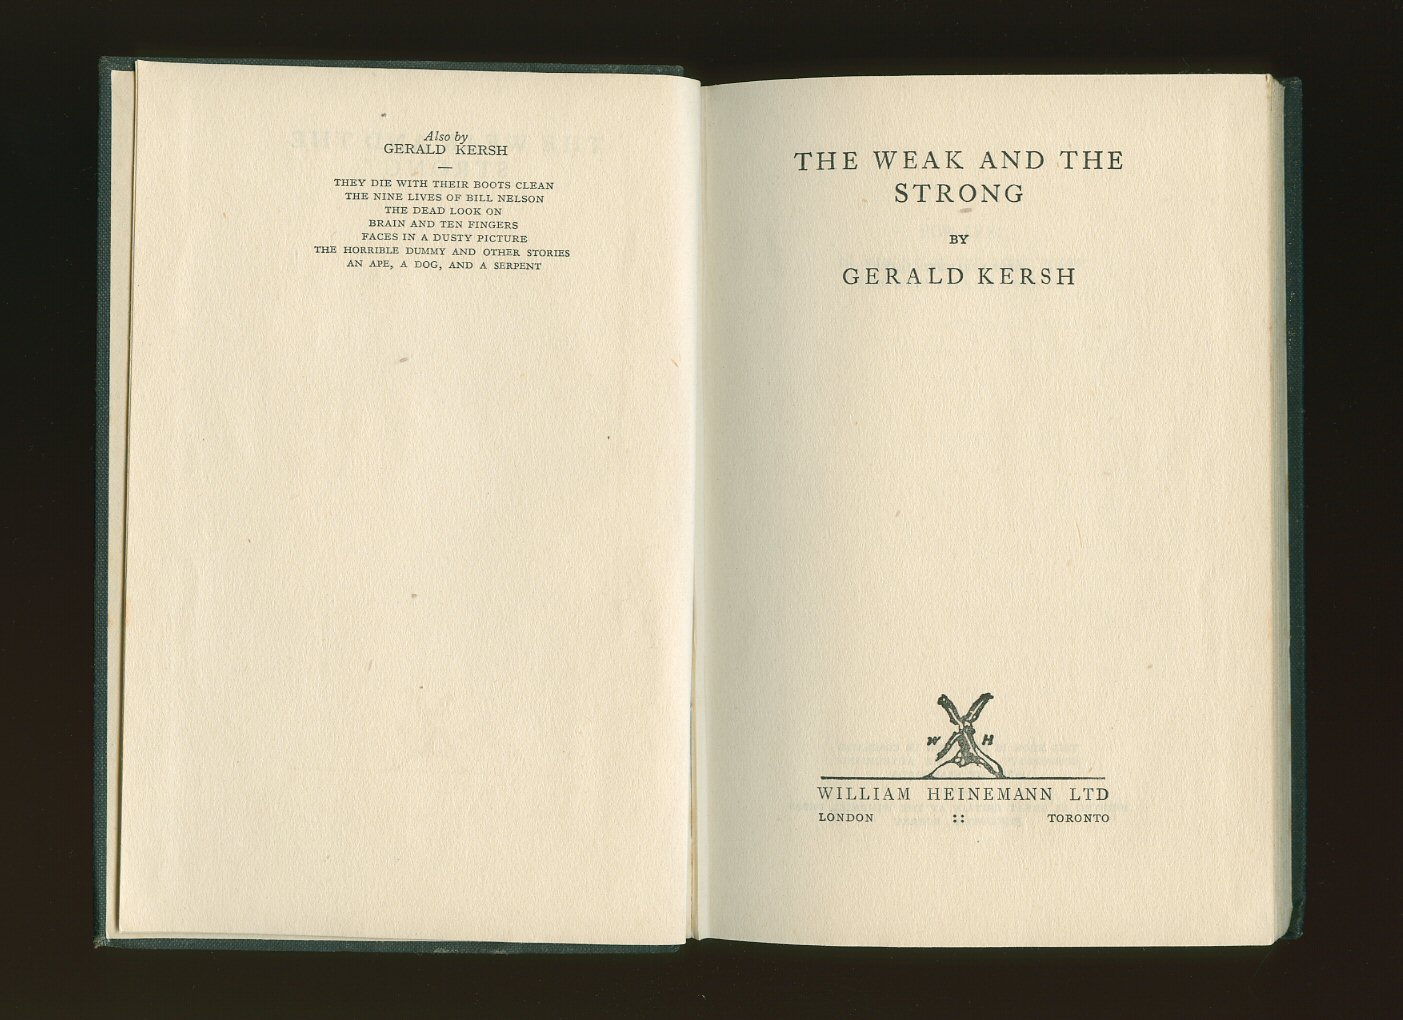 Also by
GERALD KERSH
—
THEY DIE WITH THEIR BOOTS CLEAN
THE NINE LIVES OF BILL NELSON
THE DEAD LOOK ON
BRAIN AND TEN FINGERS
FACES IN A DUSTY PICTURE
THE HORRIBLE DUMMY AND OTHER STORIES
AN APE, A DOG, AND A SERPENT
THE WEAK AND THE
STRONG
BY
GERALD KERSH
W H
WILLIAM HEINEMANN LTD
LONDON :: TORONTO